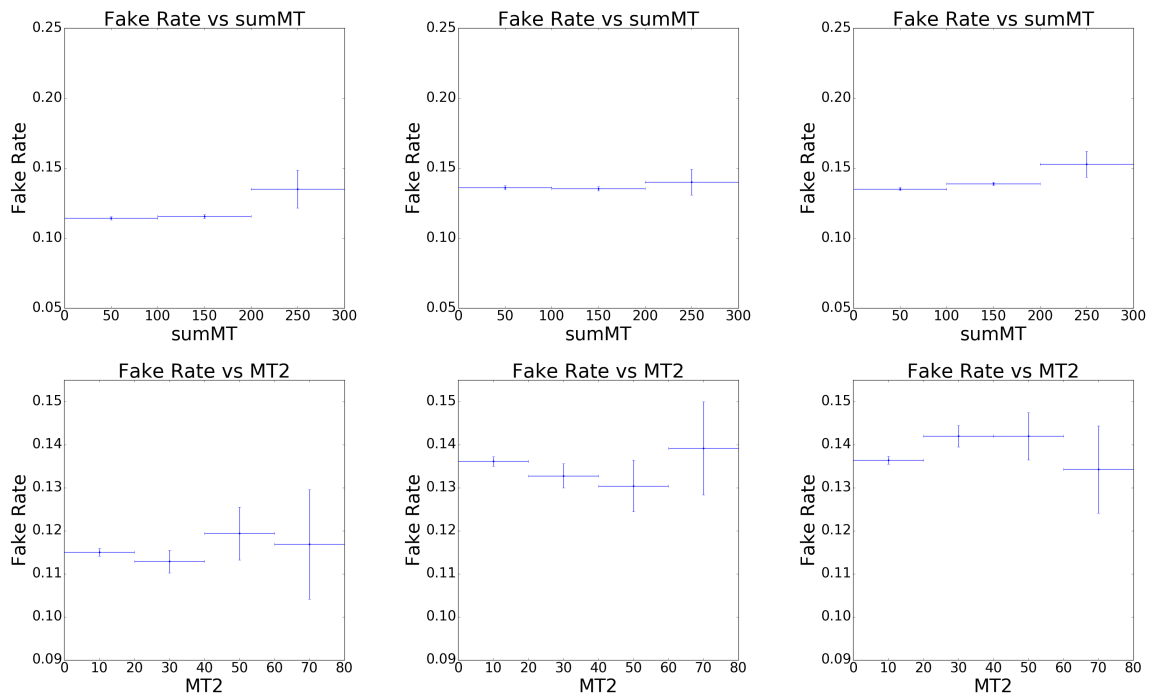 Fake Rate vs sumMT Fake Rate vs sumMT Fake Rate vs sumMT
0.25 0.25 0.25
0.20 0.20 0.20
Fake Rate Fake Rate Fake Rate
0.15 0.15 0.15
0.10 0.10 0.10
0.05 0.05 0.05
0 50 100 150 200 250 300 0 50 100 150 200 250 300 0 50 100 150 200 250 300
sumMT sumMT sumMT
Fake Rate vs MT2 Fake Rate vs MT2 Fake Rate vs MT2
0.15 0.15 0.15
0.14 0.14 0.14
0.13 0.13 0.13
Fake Rate Fake Rate Fake Rate
0.12 0.12 0.12
0.11 0.11 0.11
0.10 0.10 0.10
0.09 0.09 0.09
0 10 20 30 40 50 60 70 80 0 10 20 30 40 50 60 70 80 0 10 20 30 40 50 60 70 80
MT2 MT2 MT2